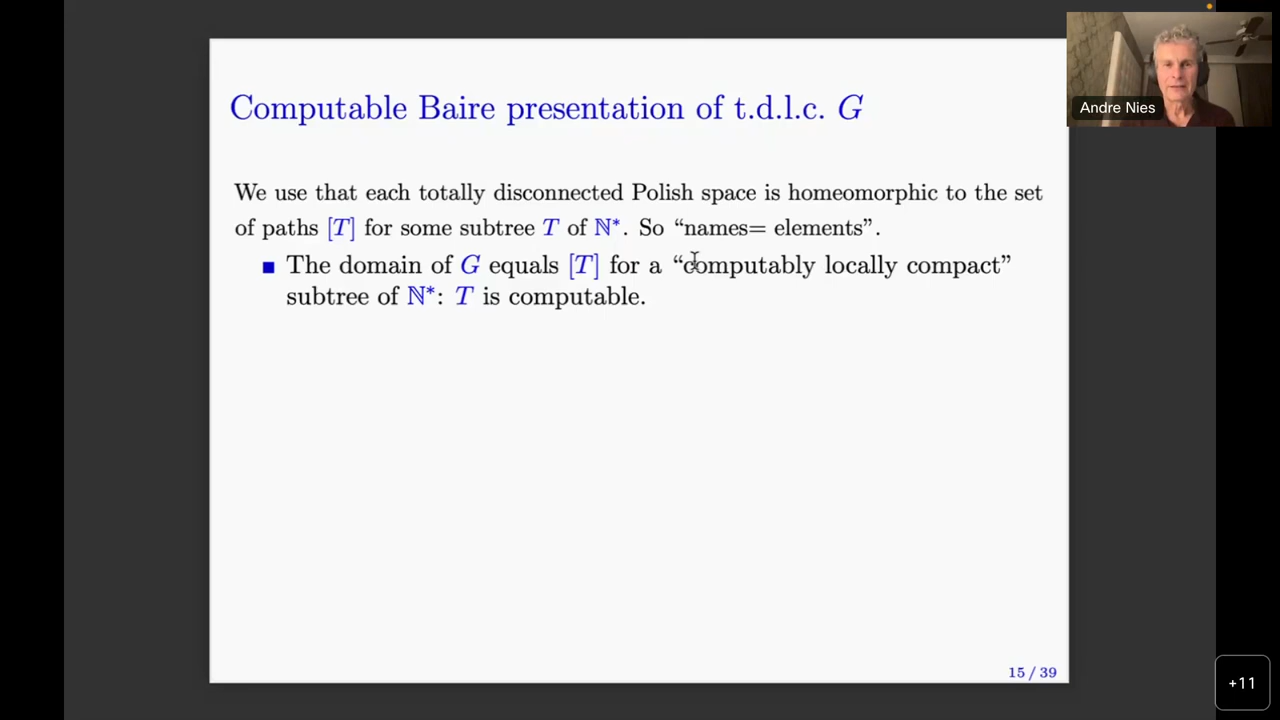 Computable Baire presentation of t.d.l.c. G
Andre Nies
We use that each totally disconnected Polish space is homeomorphic to the set
of paths [T] for some subtree T of ℕ*. So “names= elements”.
■ The domain of G equals [T] for a “computably locally compact”
subtree of ℕ*: T is computable.
15 / 39
+11